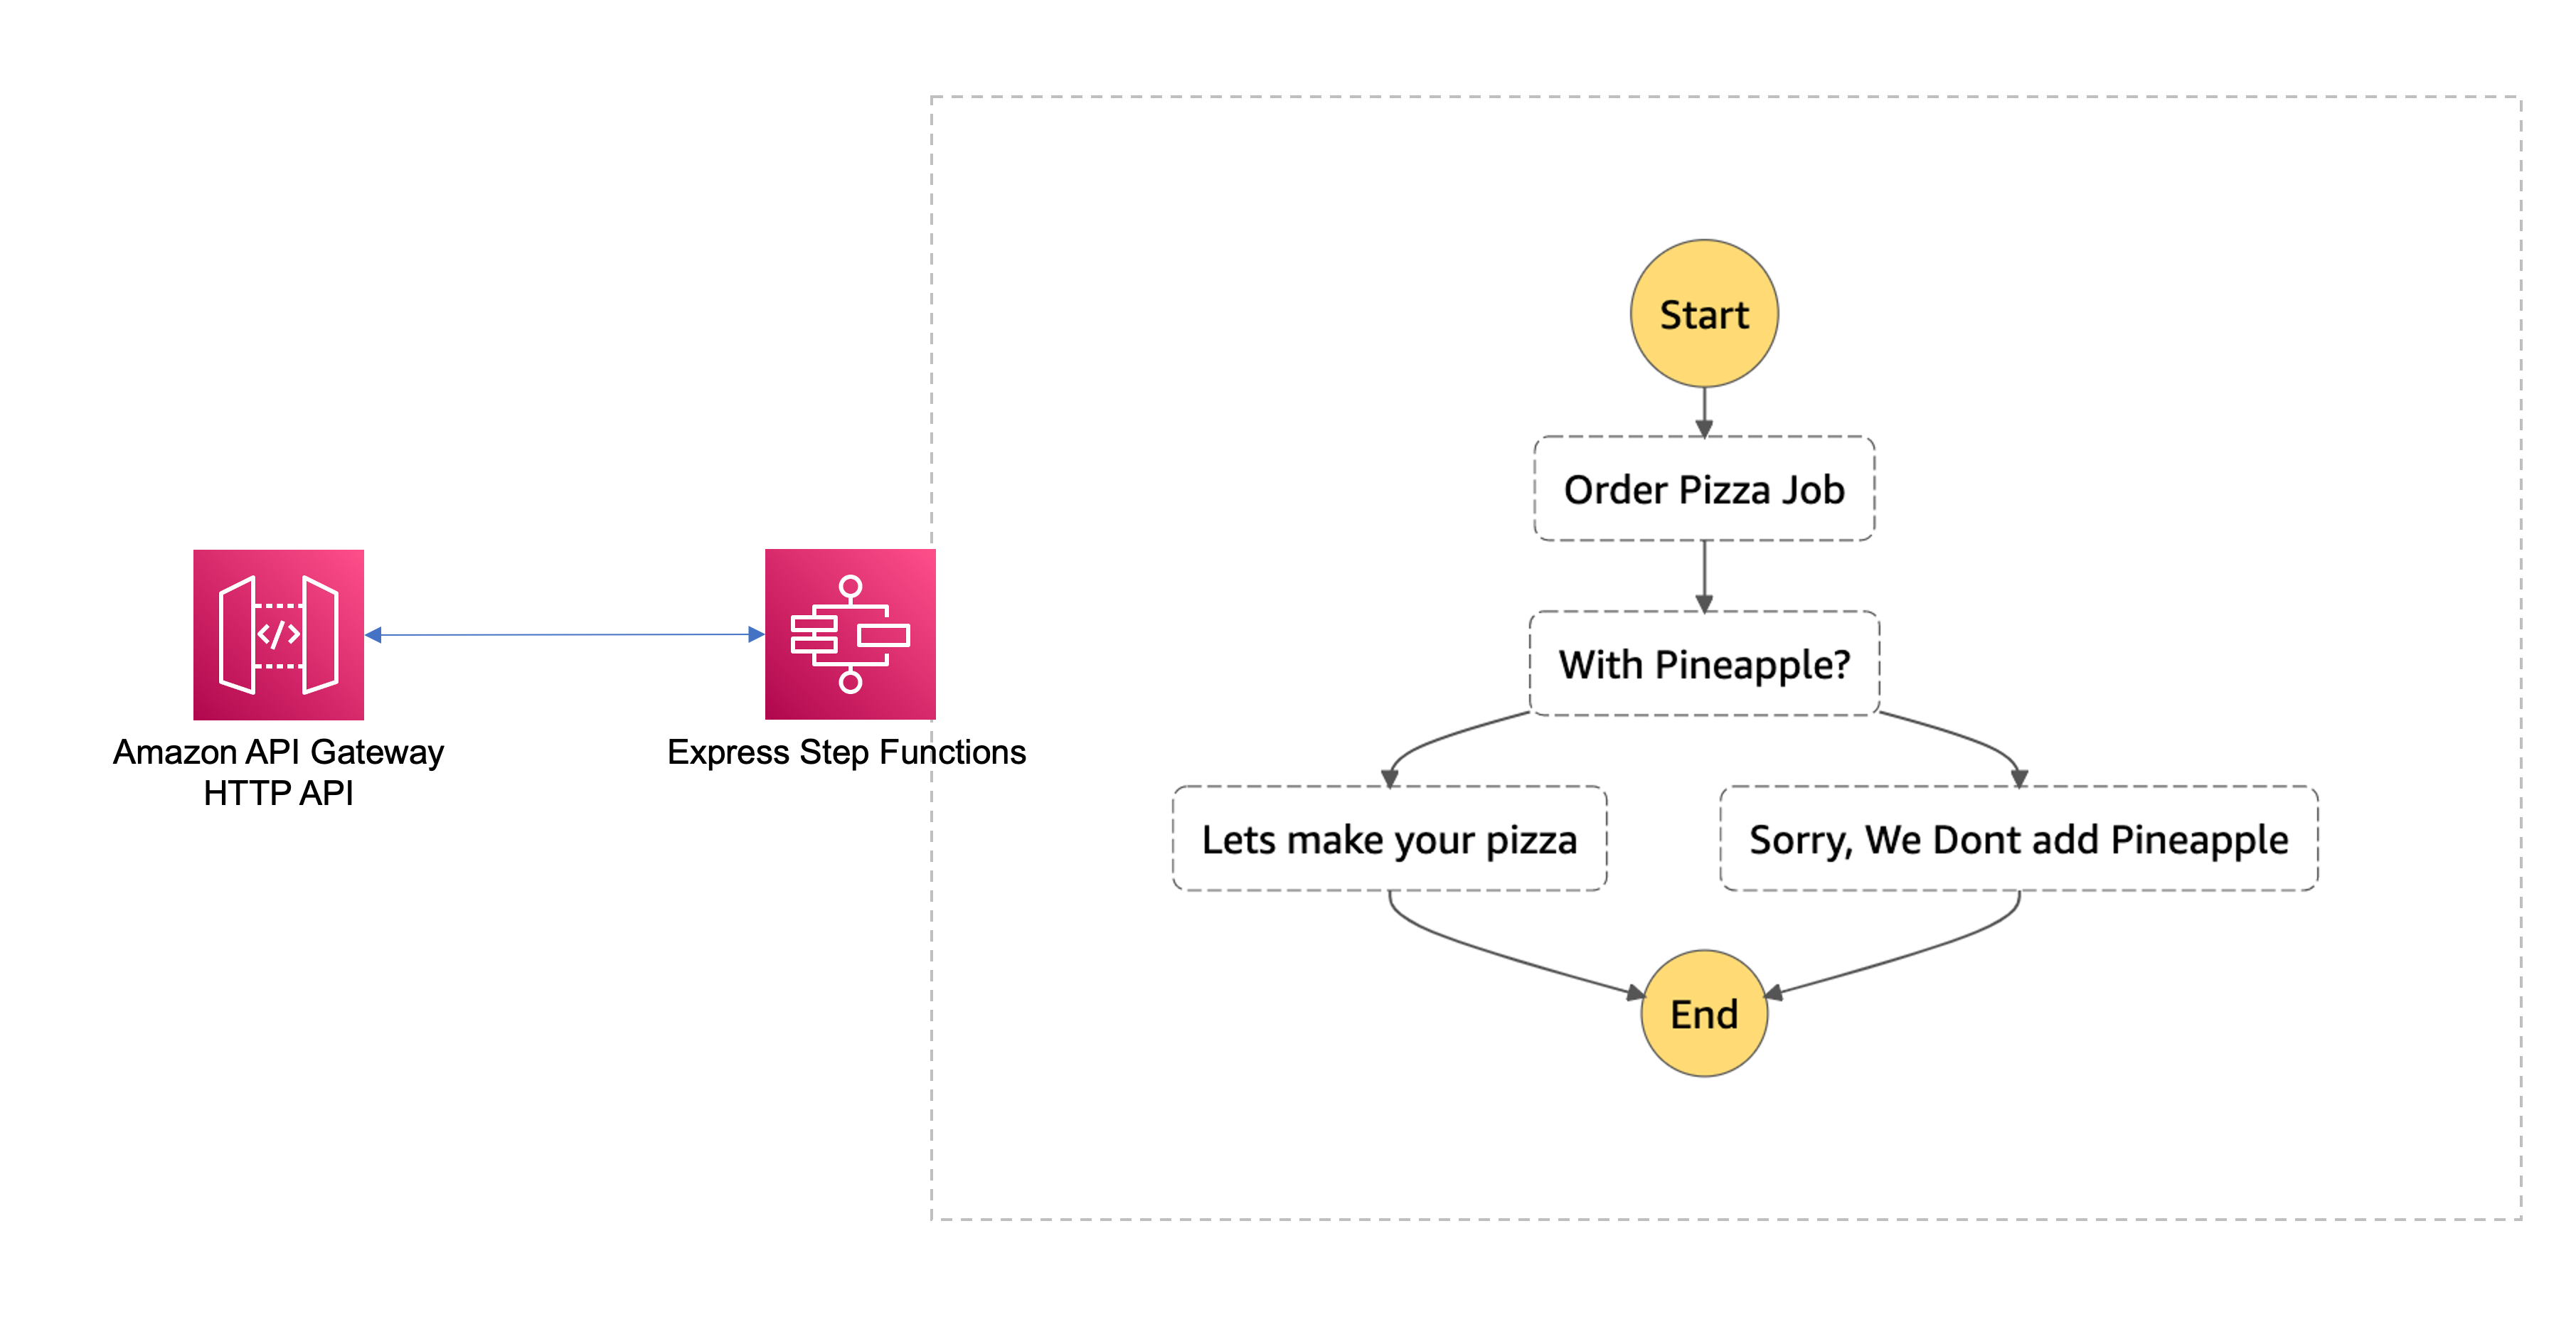 Amazon API Gateway
HTTP API
Express Step Functions
Start
Order Pizza Job
With Pineapple?
Lets make your pizza
Sorry, We Dont add Pineapple
End